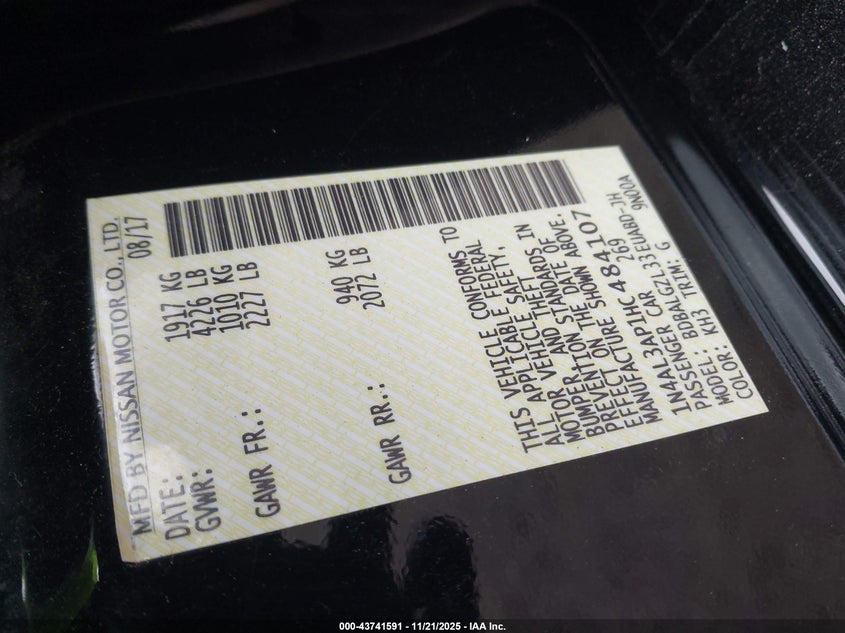 MFD BY NISSAN MOTOR CO., LTD.
DATE: 08/17
GVWR: 1917 KG
4226 LB
GAWR FR.: 1010 KG
2227 LB
GAWR RR.: 940 KG
2072 LB
THIS VEHICLE CONFORMS TO
ALL APPLICABLE FEDERAL
MOTOR VEHICLE SAFETY,
BUMPER AND THEFT
PREVENTION STANDARDS IN
EFFECT ON THE DATE OF
MANUFACTURE SHOWN ABOVE.
1N4AL3AP1HC484107
PASSENGER CAR 269
MODEL:
COLOR: KH3 TRIM: G 9N00A
000-43741591 - 11/21/2025 - IAA Inc.